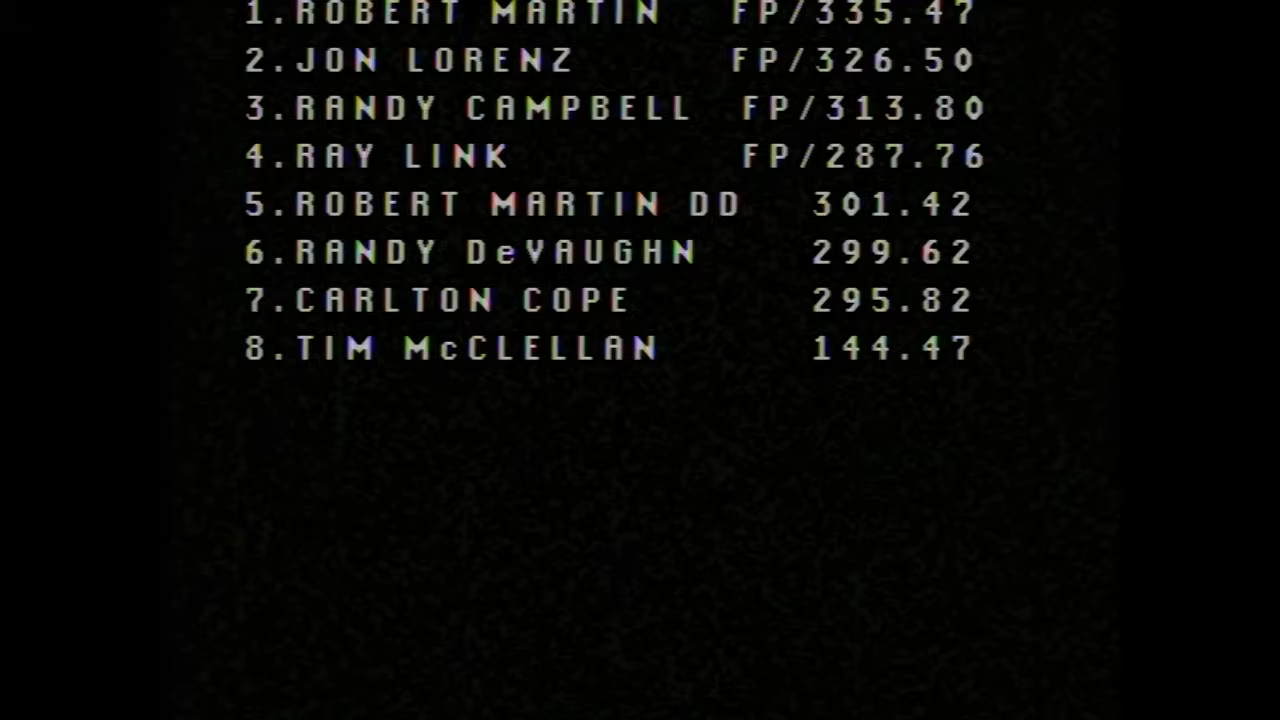 1.ROBERT MARTIN FP/335.47
2.JON LORENZ FP/326.50
3.RANDY CAMPBELL FP/313.80
4.RAY LINK FP/287.76
5.ROBERT MARTIN DD 301.42
6.RANDY DeVAUGHN 299.62
7.CARLTON COPE 295.82
8.TIM McCLELLAN 144.47